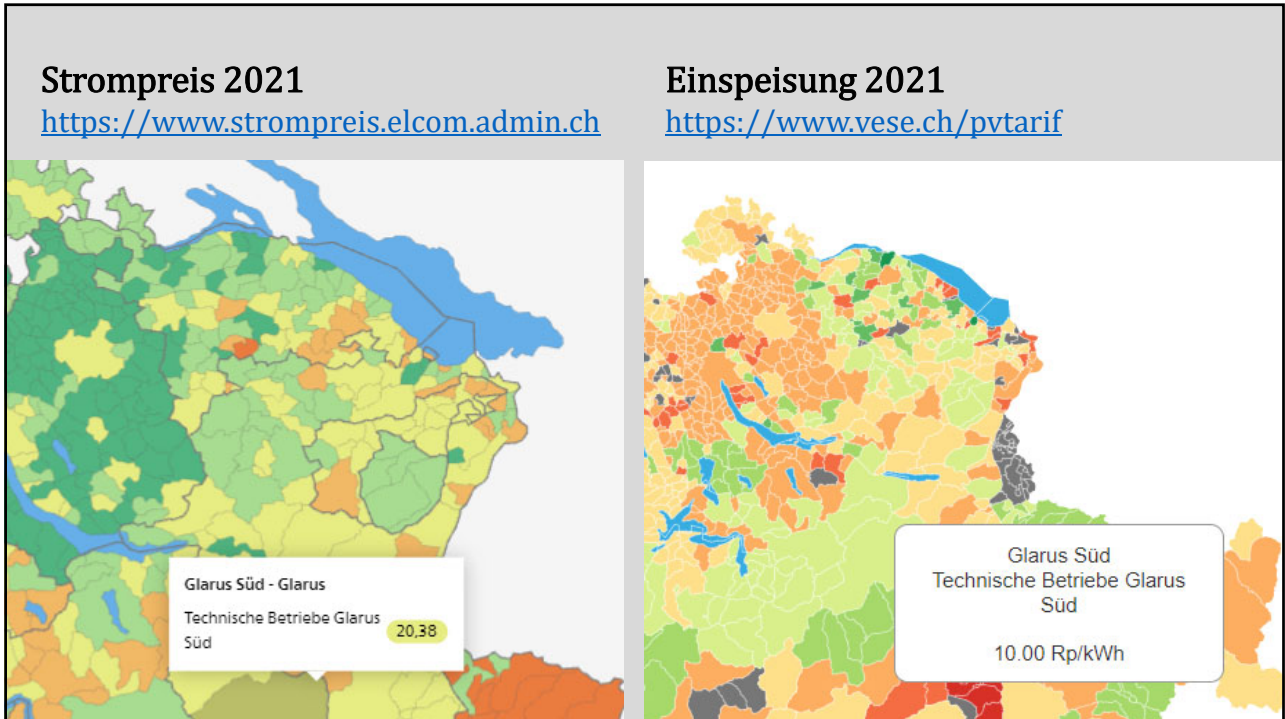 Strompreis 2021
https://www.strompreis.elcom.admin.ch
Einspeisung 2021
https://www.vese.ch/pvtarif
Glarus Süd - Glarus
Technische Betriebe Glarus
Süd
20,38
Glarus Süd
Technische Betriebe Glarus
Süd
10.00 Rp/kWh